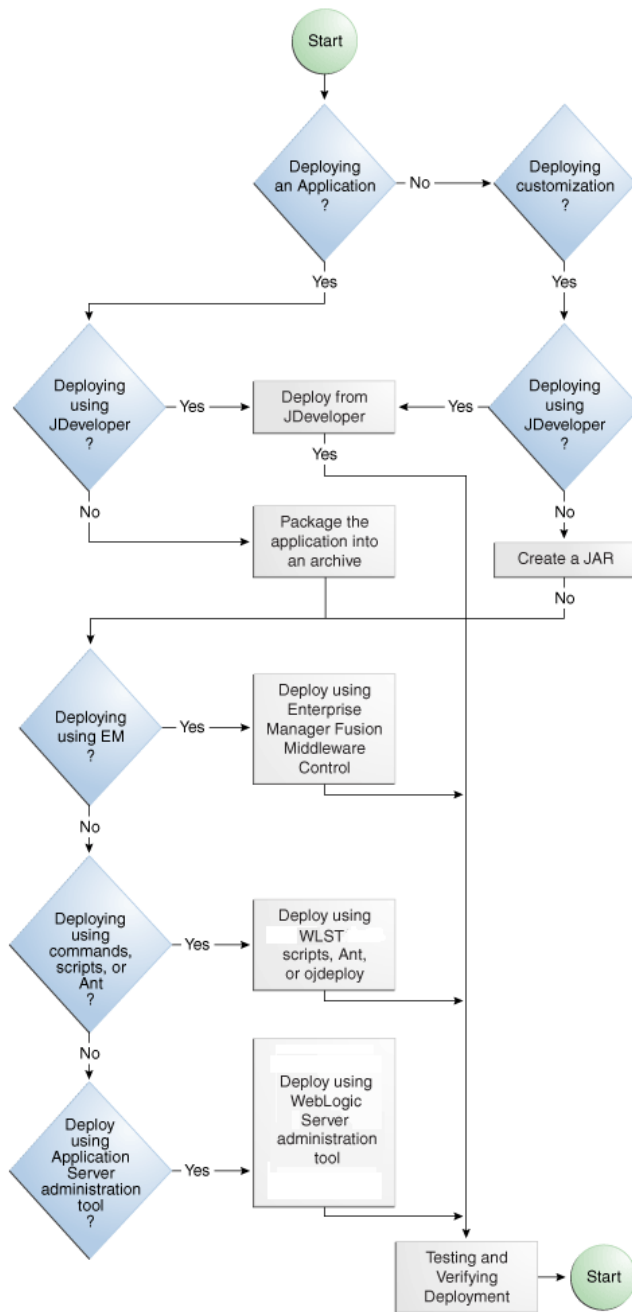 Start
Deploying
an Application
?
No
Deploying
customization
?
Yes
Yes
Deploying
using
JDeveloper
?
Yes
Deploy from
JDeveloper
Yes
Deploying
using
JDeveloper
?
Yes
No
Package the
application into
an archive
No
Create a JAR
No
Deploying
using EM
?
Yes
Deploy using
Enterprise
Manager Fusion
Middleware
Control
No
Deploying
using
commands,
scripts, or
Ant
?
Yes
Deploy using
WLST
scripts, Ant,
or ojdeploy
No
Deploy
using
Application
Server
administration
tool
?
Yes
Deploy using
WebLogic
Server
administration
tool
Testing and
Verifying
Deployment
Start